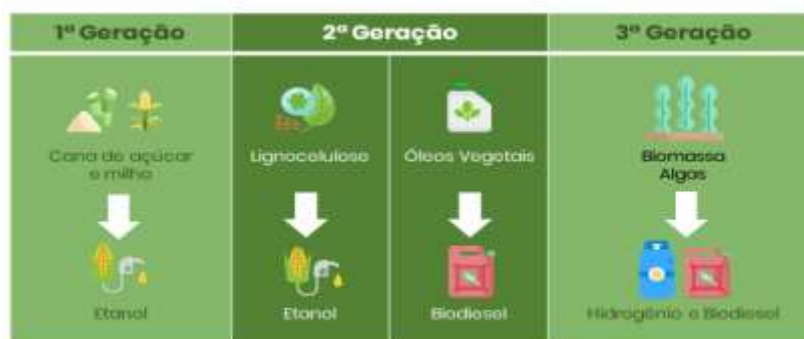 1ª Geração
2ª Geração
3ª Geração
Cana de açúcar
e milho
Lignocelulose
Óleos Vegetais
Biomassa
Algas
Etanol
Etanol
Biodiesel
Hidrogênio e Biodiesel